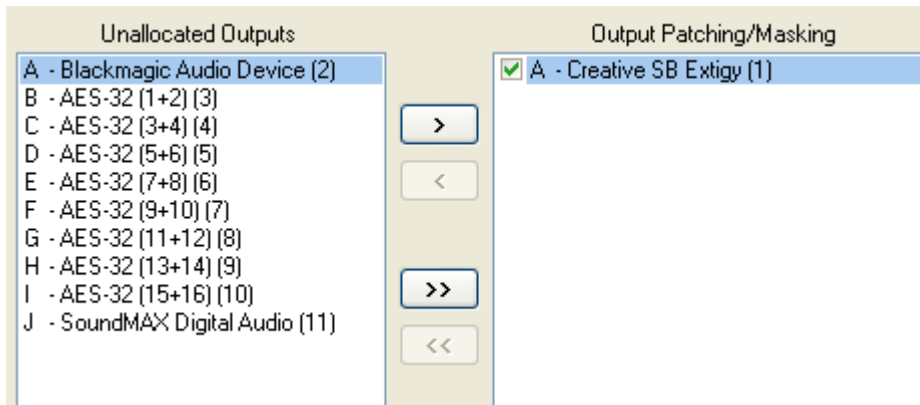 Unallocated Outputs
A - Blackmagic Audio Device (2)
B - AES-32 (1+2) (3)
C - AES-32 (3+4) (4)
D - AES-32 (5+6) (5)
E - AES-32 (7+8) (6)
F - AES-32 (9+10) (7)
G - AES-32 (11+12) (8)
H - AES-32 (13+14) (9)
I - AES-32 (15+16) (10)
J - SoundMAX Digital Audio (11)
>
<
>>
<<
Output Patching/Masking
A - Creative SB Extigy (1)